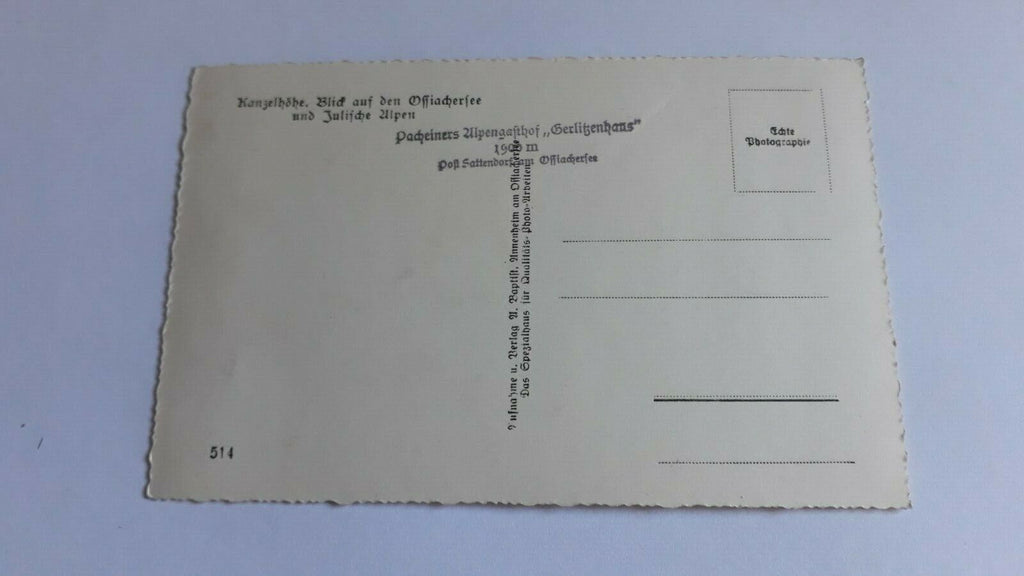 Kanzelhöhe. Blick auf den Ossiachersee
und Julische Alpen
Pacheiners Alpengasthof „Gerlitzenhaus"
1900 m
Post Sattendorf am Ossiachersee
Echte
Photographie
Aufnahme u. Verlag A. Baptist, Annenheim am Ossiachersee
Das Spezialhaus für Qualitäts-Photo-Arbeiten
514